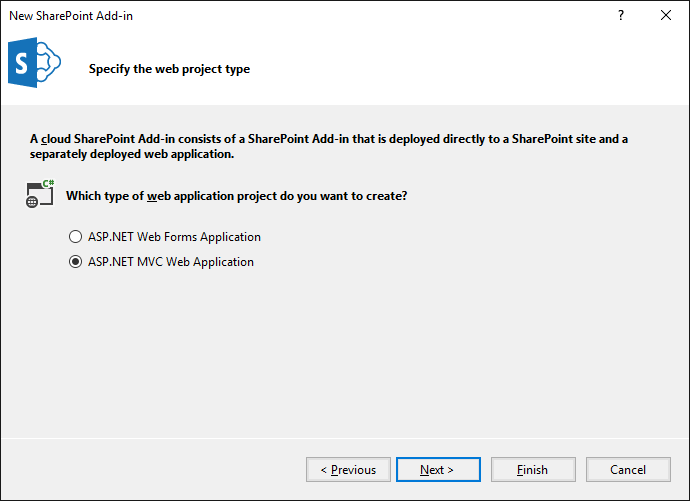 New SharePoint Add-in
?
S
Specify the web project type
A cloud SharePoint Add-in consists of a SharePoint Add-in that is deployed directly to a SharePoint site and a
separately deployed web application.
C#
Which type of web application project do you want to create?
ASP.NET Web Forms Application
ASP.NET MVC Web Application
< Previous
Next >
Finish
Cancel